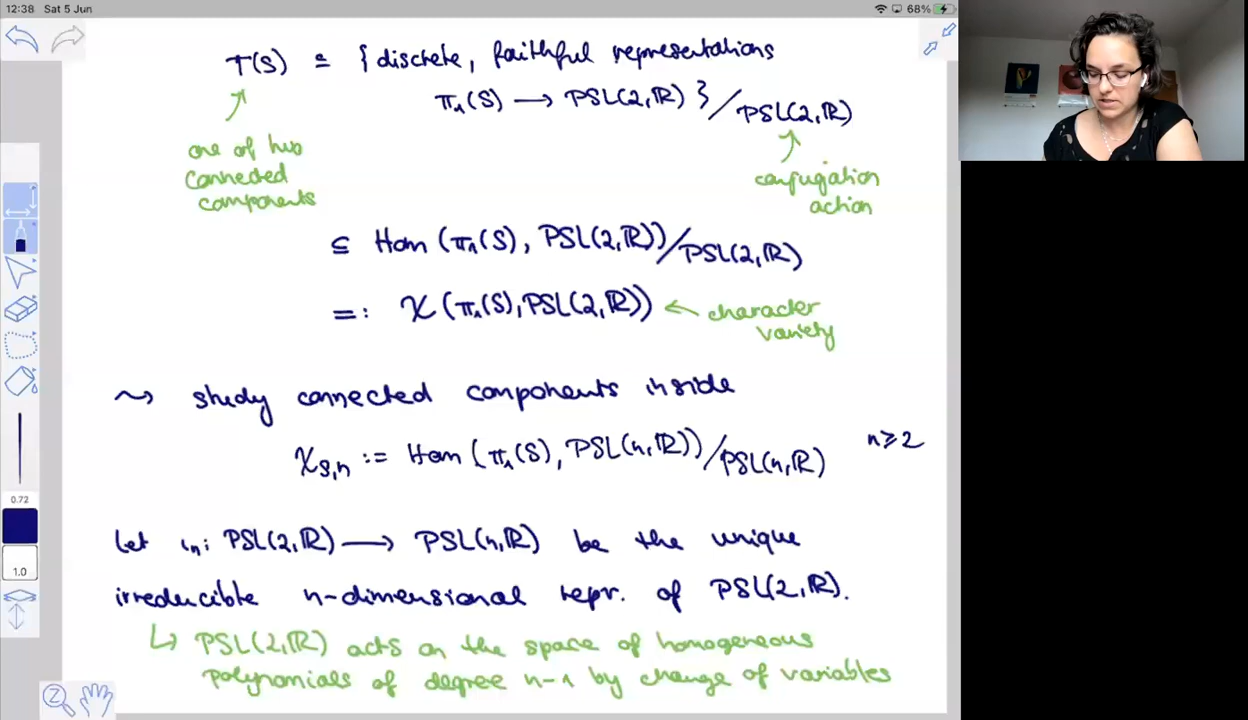 12:38 Sat 5 Jun 68%
T(S) ≅ {discrete, faithful representations
π₁(S) → PSL(2,ℝ)}/PSL(2,ℝ)
one of two
connected
components
conjugation
action
⊆ Hom(π₁(S), PSL(2,ℝ))/PSL(2,ℝ)
=: χ(π₁(S), PSL(2,ℝ)) ← character
variety
⇝ study connected components inside
χ_{S,n} := Hom(π₁(S), PSL(n,ℝ))/PSL(n,ℝ) n≥2
0.72
Let ιₙ: PSL(2,ℝ) → PSL(n,ℝ) be the unique
1.0
irreducible n-dimensional repr. of PSL(2,ℝ).
↳ PSL(2,ℝ) acts on the space of homogeneous
polynomials of degree n-1 by change of variables